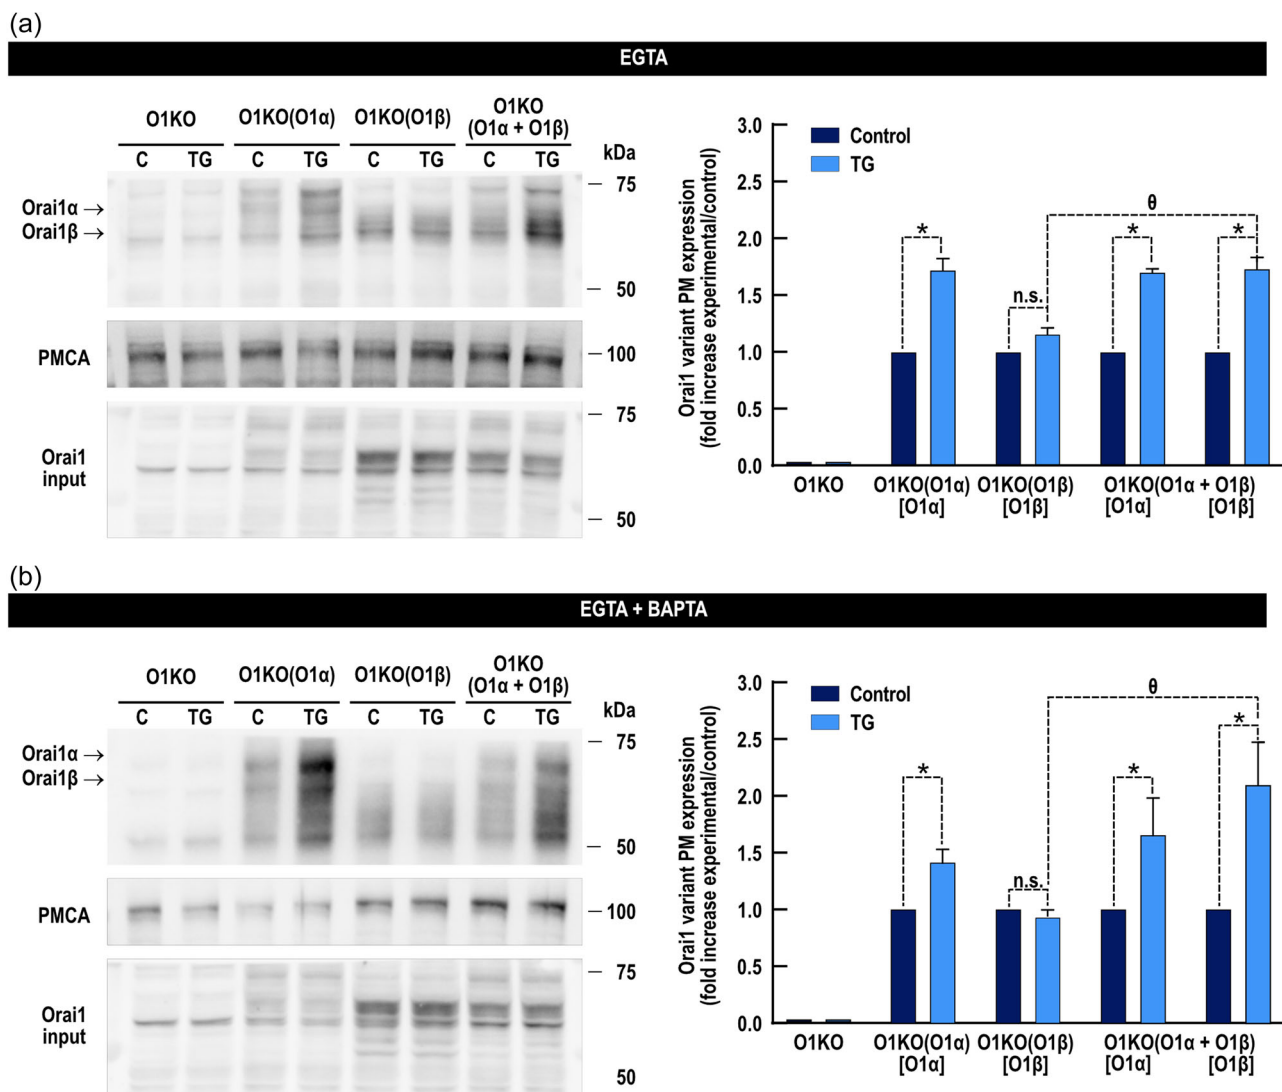 (a)
EGTA
O1KO O1KO(O1α) O1KO(O1β) O1KO
(O1α + O1β)
C TG C TG C TG C TG kDa
75
Orai1α →
Orai1β →
50
PMCA
100
75
Orai1
input
50
Orai1 variant PM expression
(fold increase experimental/control)
3.0
2.5
2.0
1.5
1.0
0.5
0.0
Control
TG
*
n.s.
*
*
θ
O1KO O1KO(O1α) O1KO(O1β) O1KO(O1α + O1β)
[O1α] [O1β] [O1α] [O1β]
(b)
EGTA + BAPTA
O1KO O1KO(O1α) O1KO(O1β) O1KO
(O1α + O1β)
C TG C TG C TG C TG kDa
75
Orai1α →
Orai1β →
50
PMCA
100
75
Orai1
input
50
Orai1 variant PM expression
(fold increase experimental/control)
3.0
2.5
2.0
1.5
1.0
0.5
0.0
Control
TG
*
n.s.
*
*
θ
O1KO O1KO(O1α) O1KO(O1β) O1KO(O1α + O1β)
[O1α] [O1β] [O1α] [O1β]